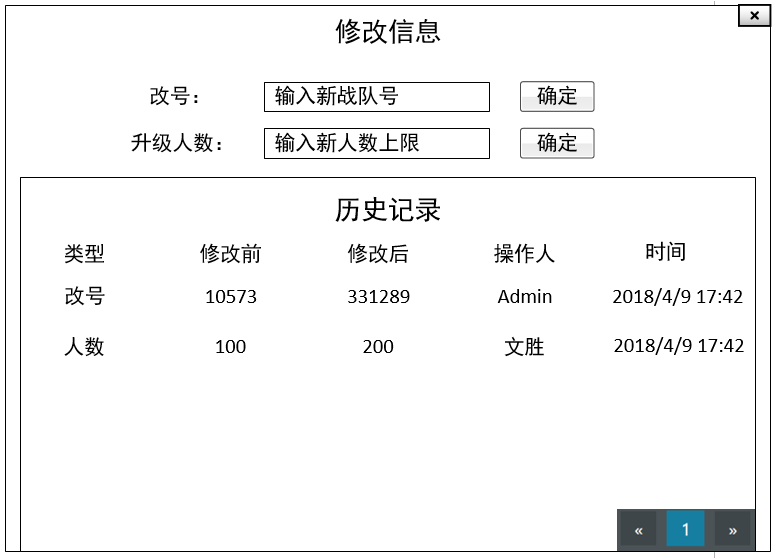 ×
修改信息
改号： 输入新战队号 确定
升级人数： 输入新人数上限 确定
历史记录
类型 修改前 修改后 操作人 时间
改号 10573 331289 Admin 2018/4/9 17:42
人数 100 200 文胜 2018/4/9 17:42
« 1 »